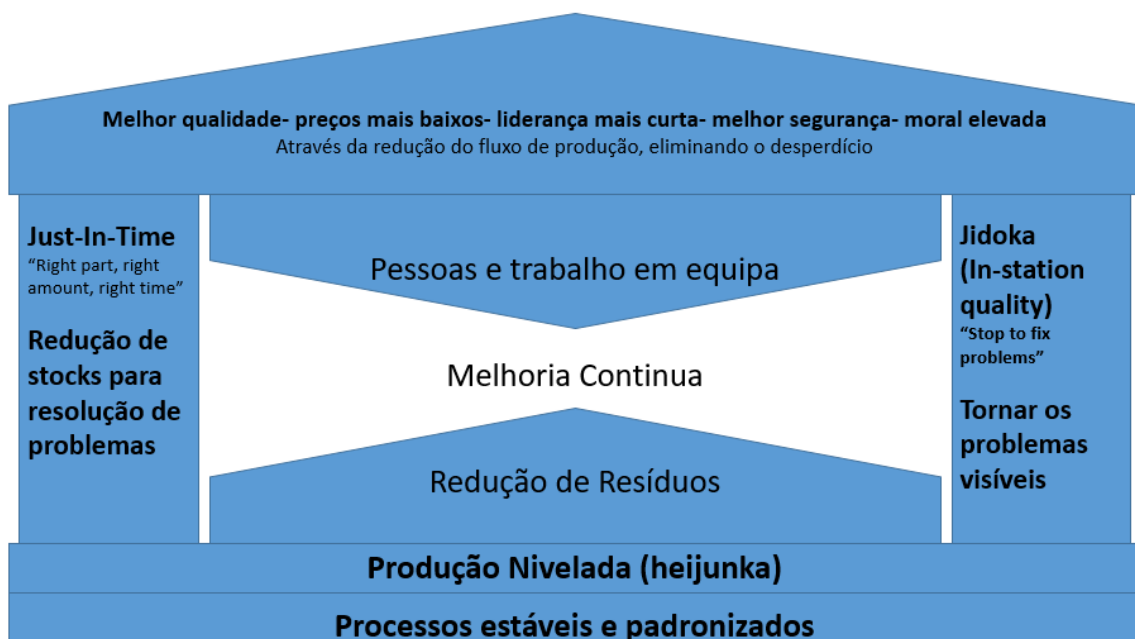 Melhor qualidade- preços mais baixos- liderança mais curta- melhor segurança- moral elevada
Através da redução do fluxo de produção, eliminando o desperdício
Just-In-Time
“Right part, right
amount, right time”
Redução de
stocks para
resolução de
problemas
Pessoas e trabalho em equipa
Melhoria Continua
Redução de Resíduos
Jidoka
(In-station
quality)
“Stop to fix
problems”
Tornar os
problemas
visíveis
Produção Nivelada (heijunka)
Processos estáveis e padronizados